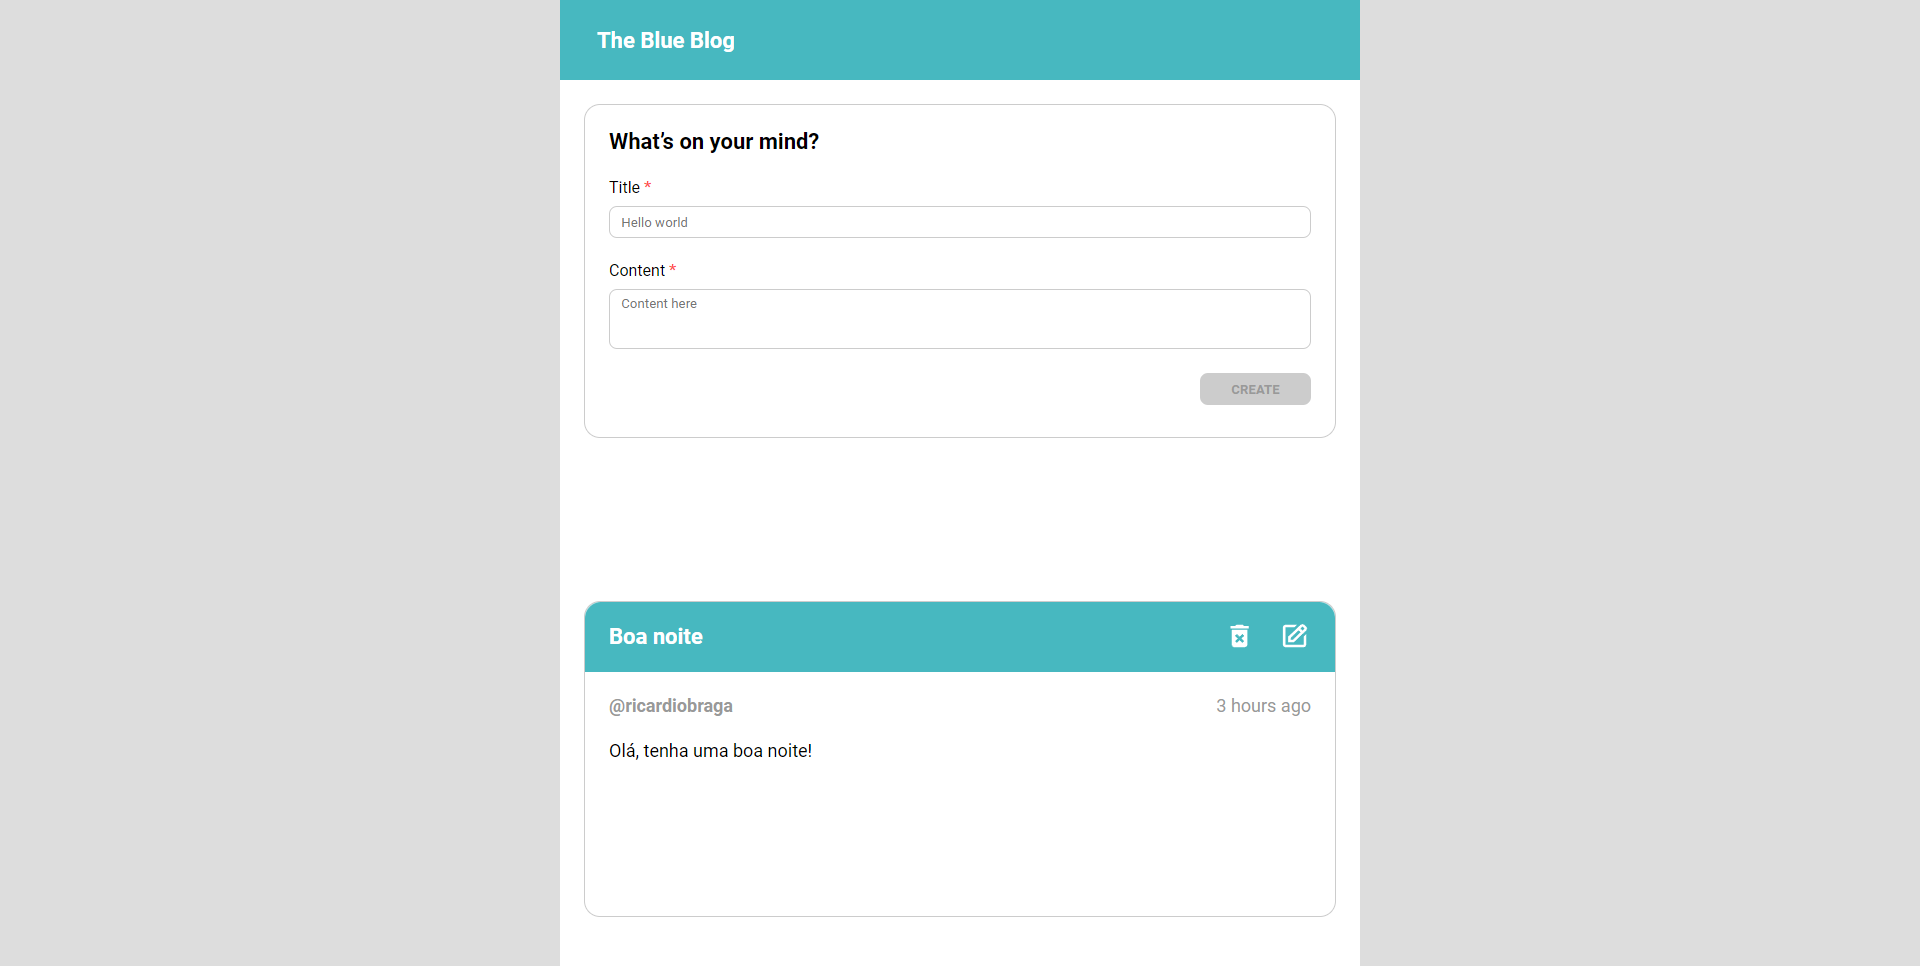 The Blue Blog
What’s on your mind?
Title *
Hello world
Content *
Content here
CREATE
Boa noite
@ricardiobraga 3 hours ago
Olá, tenha uma boa noite!